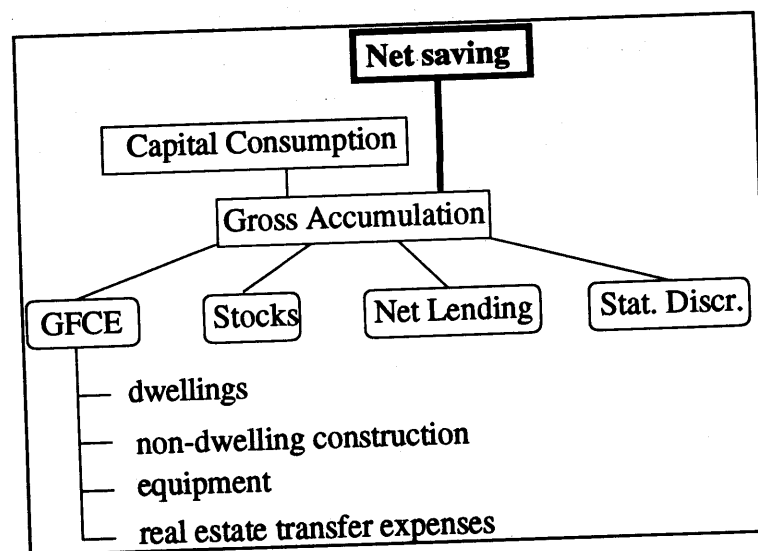 Net saving
Capital Consumption
Gross Accumulation
GFCE
Stocks
Net Lending
Stat. Discr.
dwellings
non-dwelling construction
equipment
real estate transfer expenses